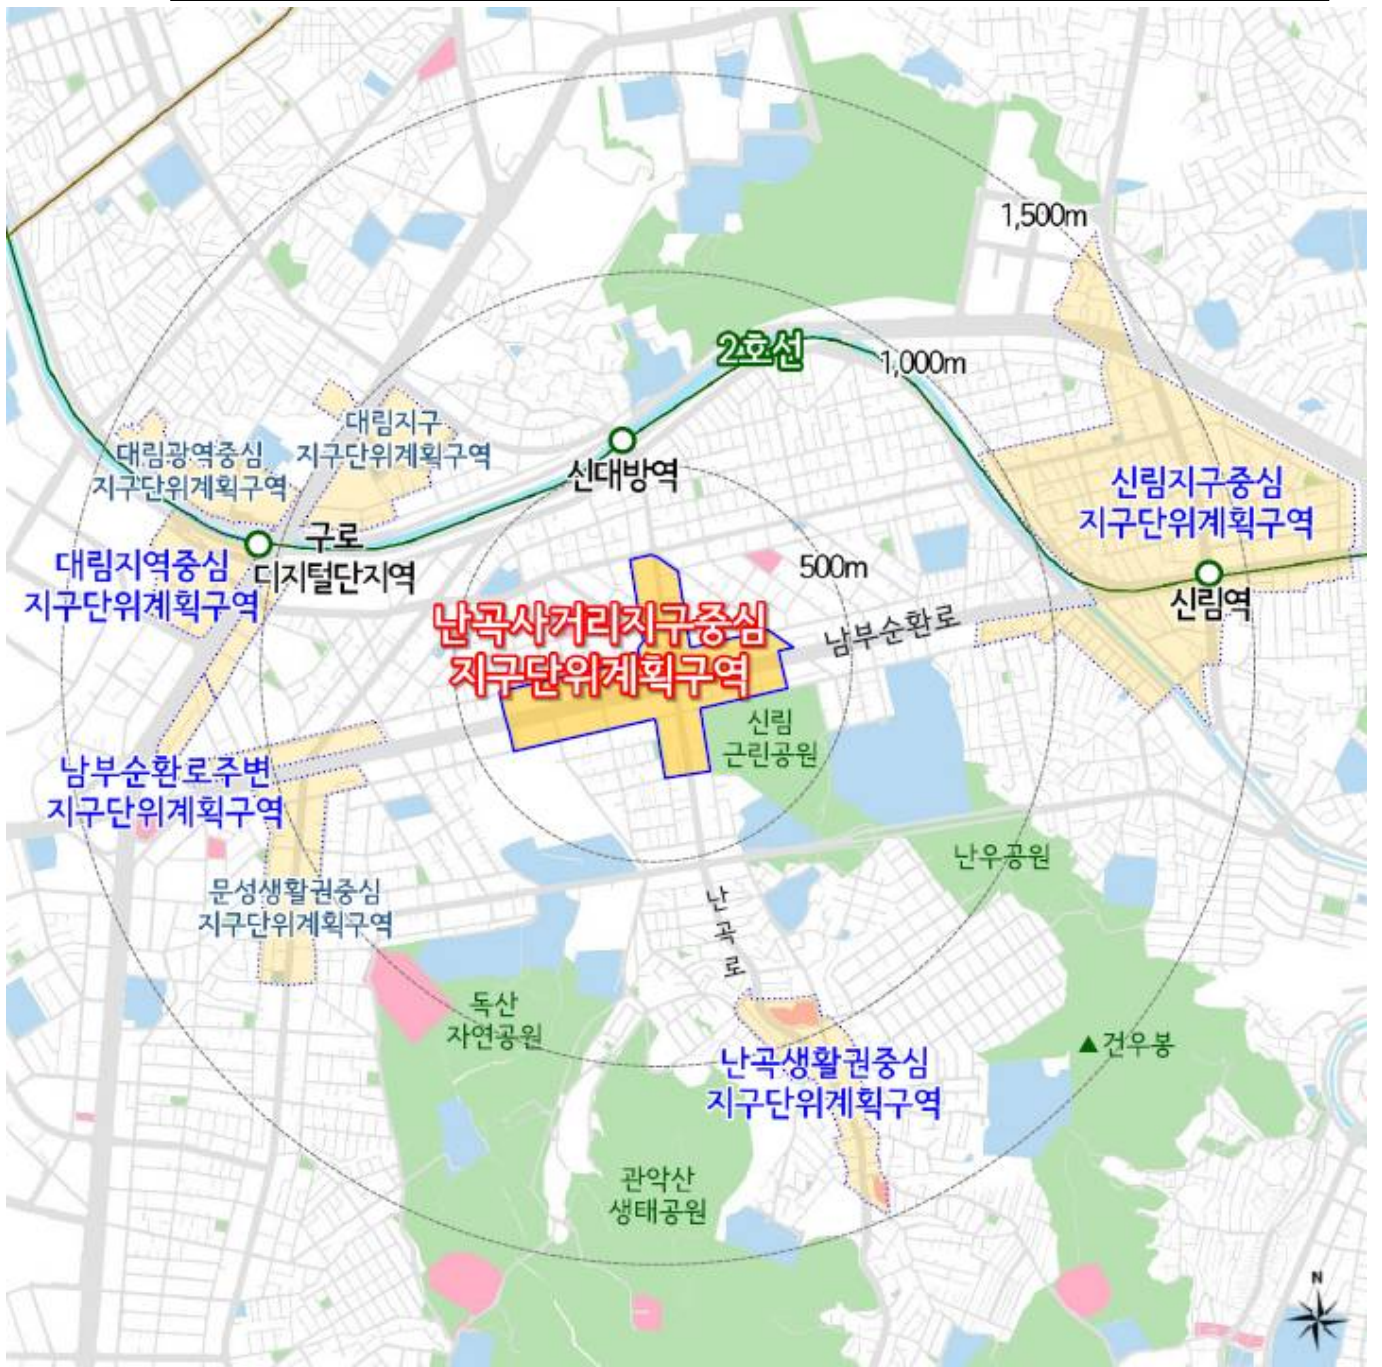 1,500m
2호선
1,000m
대림지구
지구단위계획구역
대림광역중심
지구단위계획구역
신대방역
신림지구중심
지구단위계획구역
구로
디지털단지역
대림지역중심
지구단위계획구역
500m
신림역
난곡사거리지구중심
지구단위계획구역
남부순환로
신림
근린공원
남부순환로주변
지구단위계획구역
난우공원
문성생활권중심
지구단위계획구역
난
곡
로
독산
자연공원
▲건우봉
난곡생활권중심
지구단위계획구역
관악산
생태공원
N